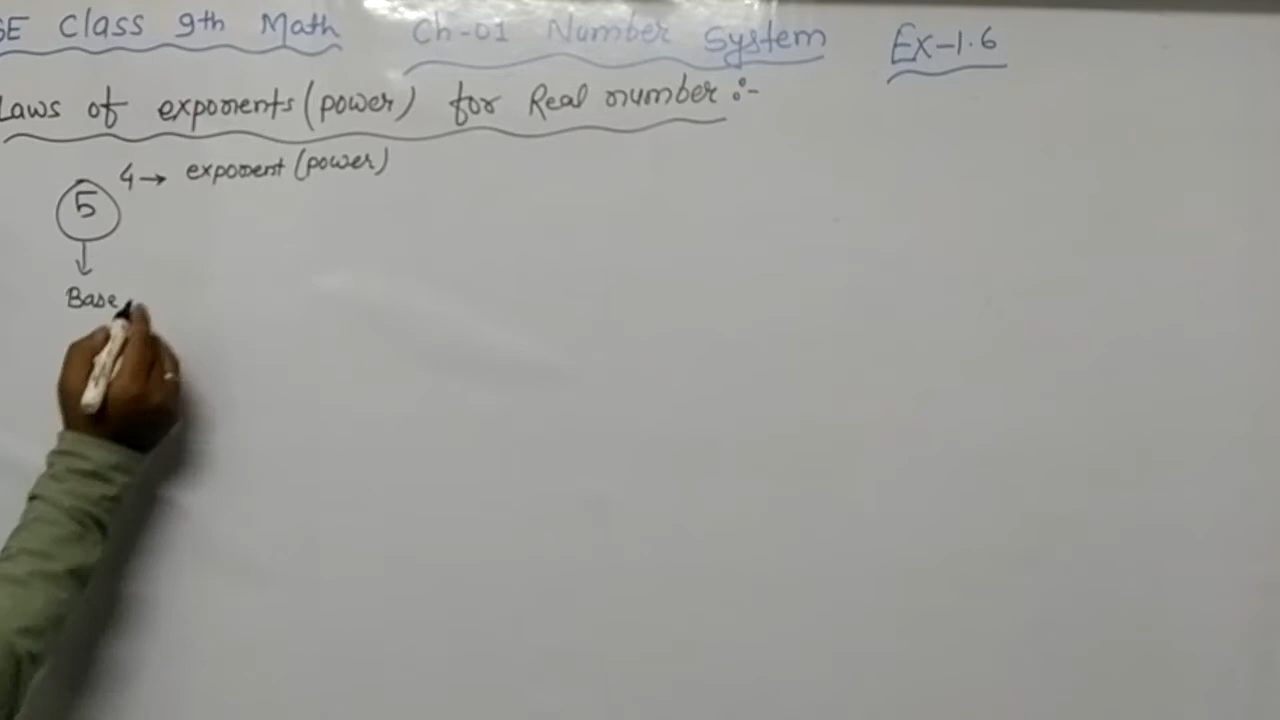 SE Class 9th Math Ch-01 Number System Ex-1.6
Laws of exponents (power) for Real number :-
5 4 → exponent (power)
↓
Base